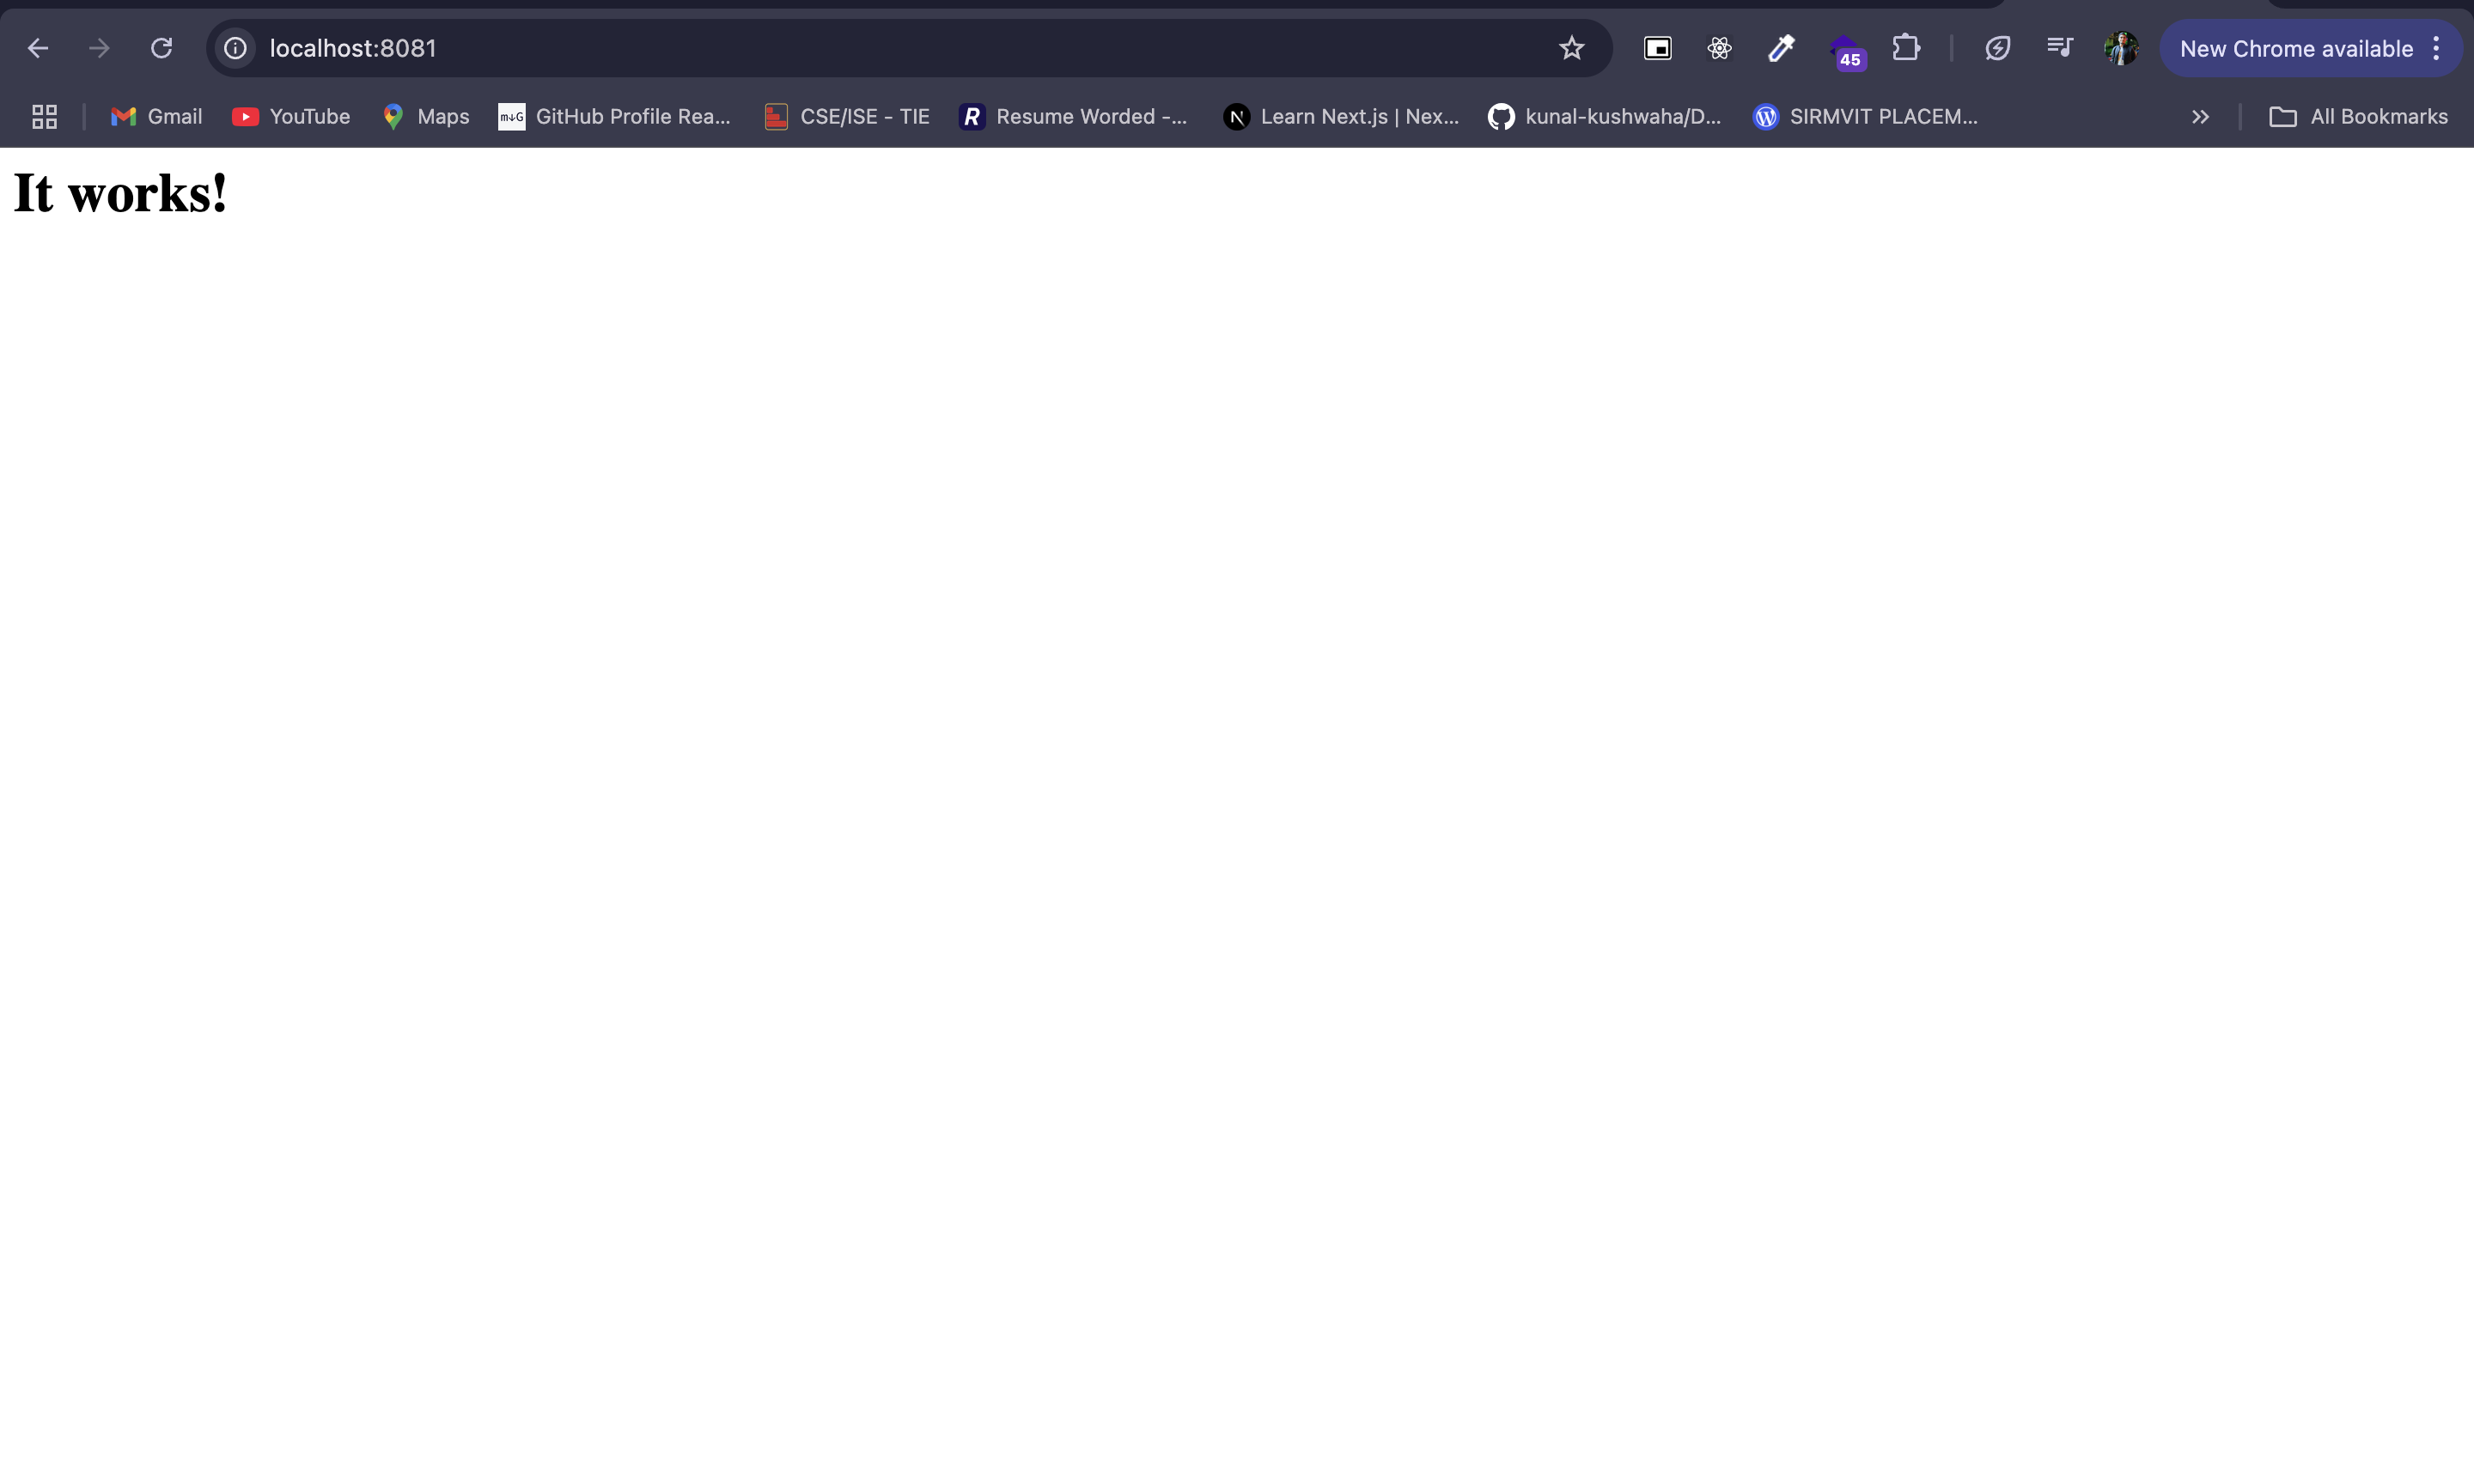 localhost:8081
45
New Chrome available
Gmail
YouTube
Maps
m↓G
GitHub Profile Rea...
CSE/ISE - TIE
R
Resume Worded -...
N
Learn Next.js | Nex...
kunal-kushwaha/D...
SIRMVIT PLACEM...
All Bookmarks
It works!